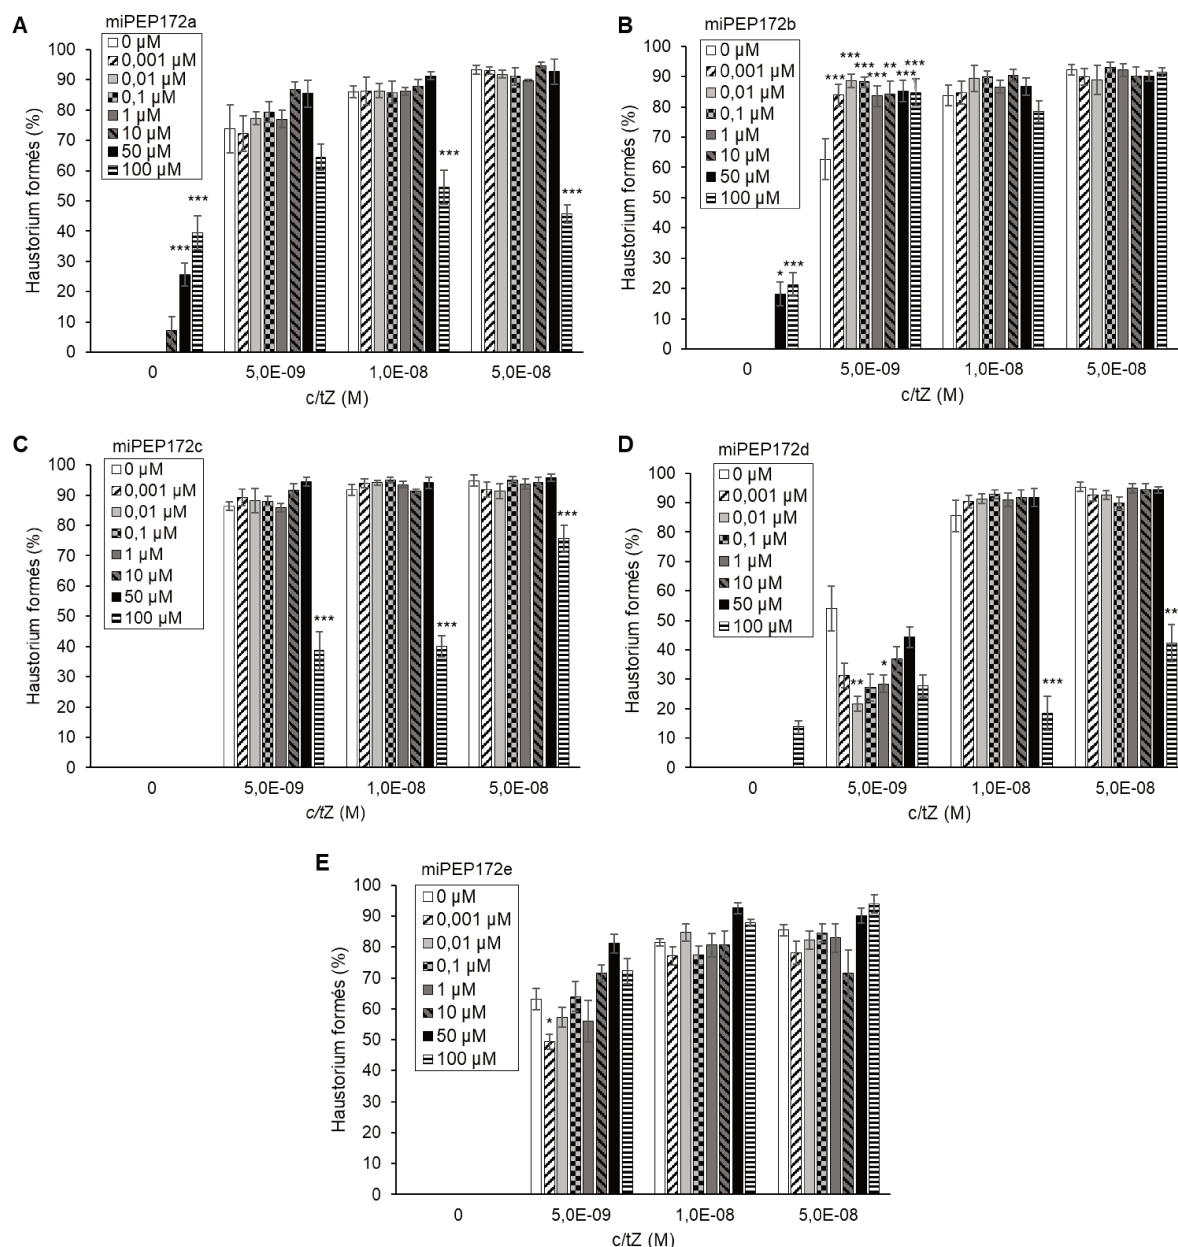 A
miPEP172a
0 µM
0,001 µM
0,01 µM
0,1 µM
1 µM
10 µM
50 µM
100 µM
Haustorium formés (%)
100
90
80
70
60
50
40
30
20
10
0
***
***
***
***
0
5,0E-09
1,0E-08
5,0E-08
c/tZ (M)
B
miPEP172b
0 µM
0,001 µM
0,01 µM
0,1 µM
1 µM
10 µM
50 µM
100 µM
Haustorium formés (%)
100
90
80
70
60
50
40
30
20
10
0
*
***
***
***
***
***
**
***
***
0
5,0E-09
1,0E-08
5,0E-08
c/tZ (M)
C
miPEP172c
0 µM
0,001 µM
0,01 µM
0,1 µM
1 µM
10 µM
50 µM
100 µM
Haustorium formés (%)
100
90
80
70
60
50
40
30
20
10
0
***
***
***
0
5,0E-09
1,0E-08
5,0E-08
c/tZ (M)
D
miPEP172d
0 µM
0,001 µM
0,01 µM
0,1 µM
1 µM
10 µM
50 µM
100 µM
Haustorium formés (%)
100
90
80
70
60
50
40
30
20
10
0
**
*
***
**
0
5,0E-09
1,0E-08
5,0E-08
c/tZ (M)
E
miPEP172e
0 µM
0,001 µM
0,01 µM
0,1 µM
1 µM
10 µM
50 µM
100 µM
Haustorium formés (%)
100
90
80
70
60
50
40
30
20
10
0
*
0
5,0E-09
1,0E-08
5,0E-08
c/tZ (M)